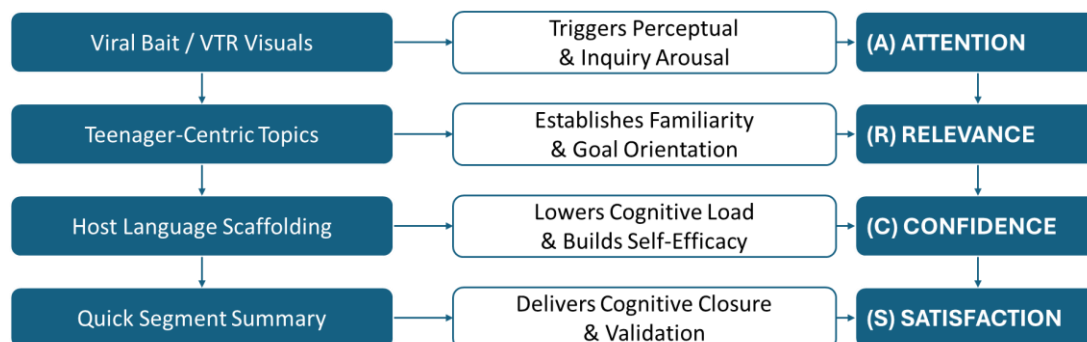 Viral Bait / VTR Visuals
Triggers Perceptual
& Inquiry Arousal
(A) ATTENTION
Teenager-Centric Topics
Establishes Familiarity
& Goal Orientation
(R) RELEVANCE
Host Language Scaffolding
Lowers Cognitive Load
& Builds Self-Efficacy
(C) CONFIDENCE
Quick Segment Summary
Delivers Cognitive Closure
& Validation
(S) SATISFACTION